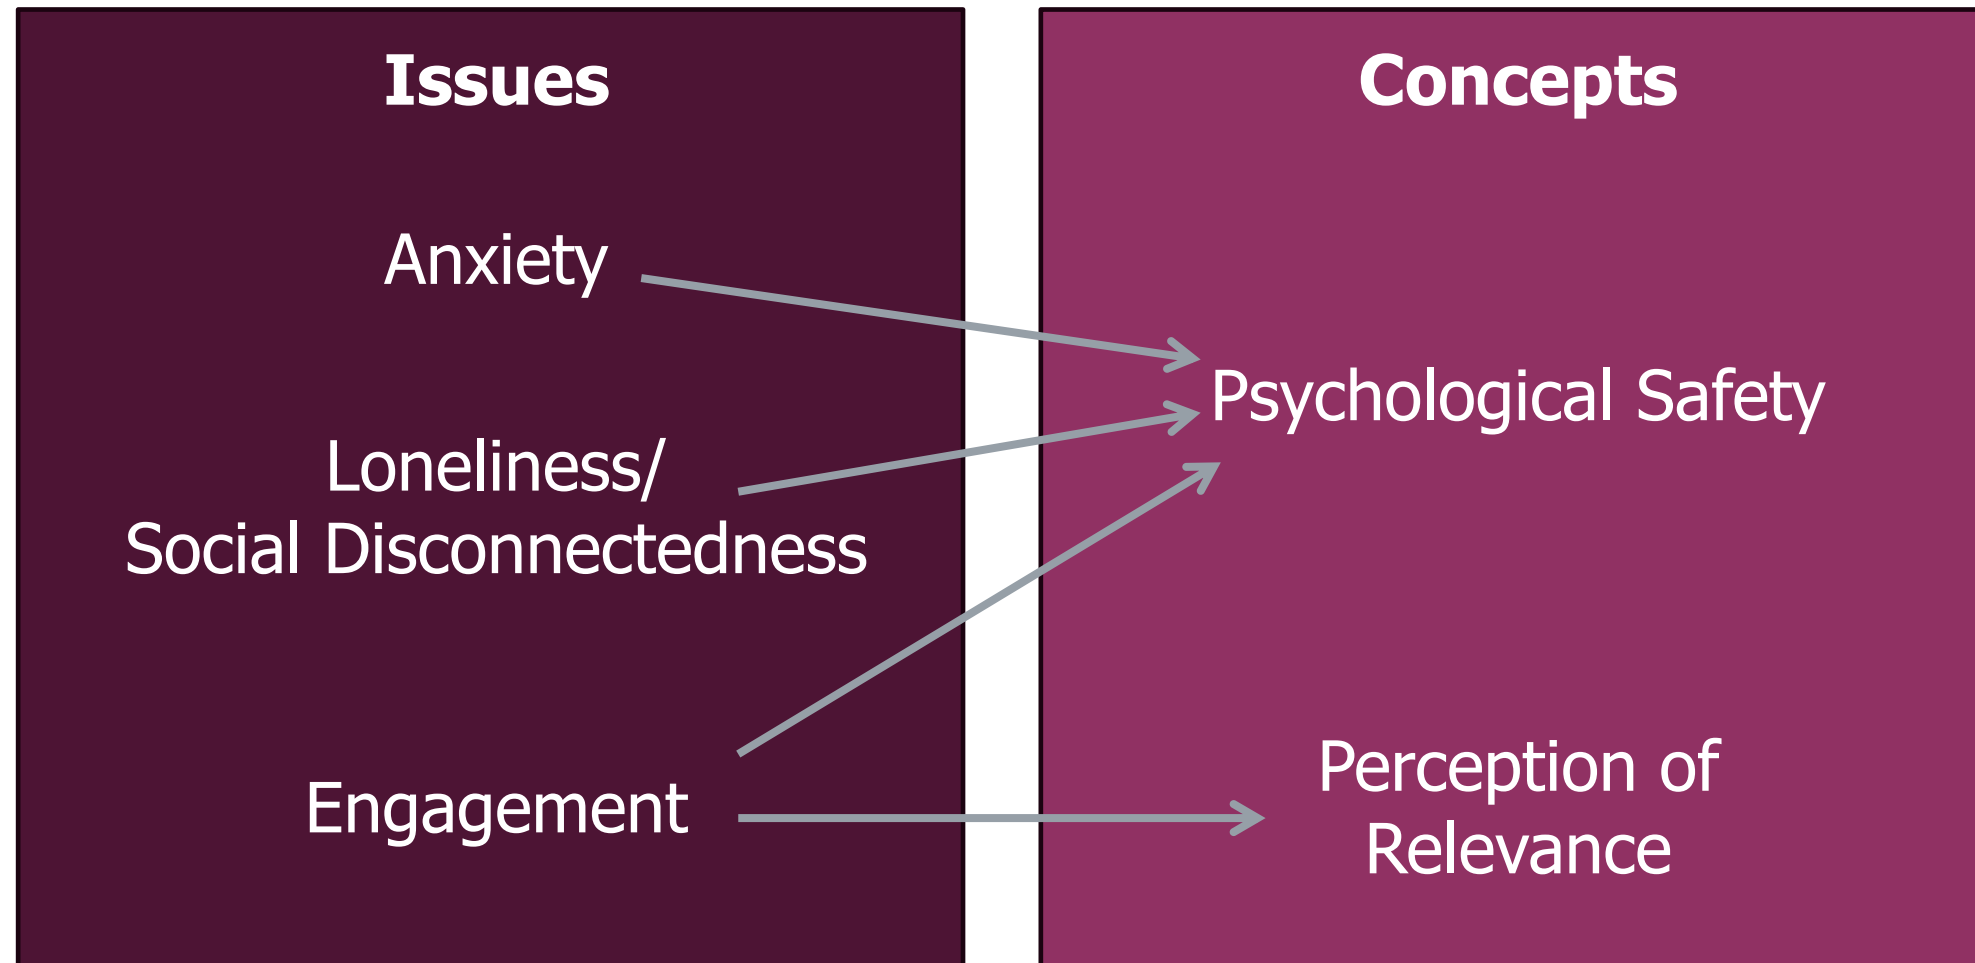 Issues
Anxiety
Loneliness/
Social Disconnectedness
Engagement
Concepts
Psychological Safety
Perception of
Relevance